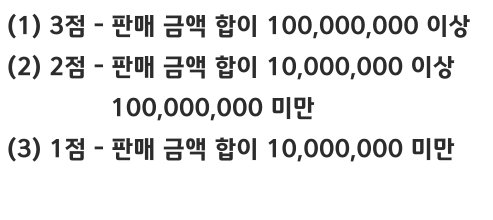 (1) 3점 - 판매 금액 합이 100,000,000 이상
(2) 2점 - 판매 금액 합이 10,000,000 이상
100,000,000 미만
(3) 1점 - 판매 금액 합이 10,000,000 미만